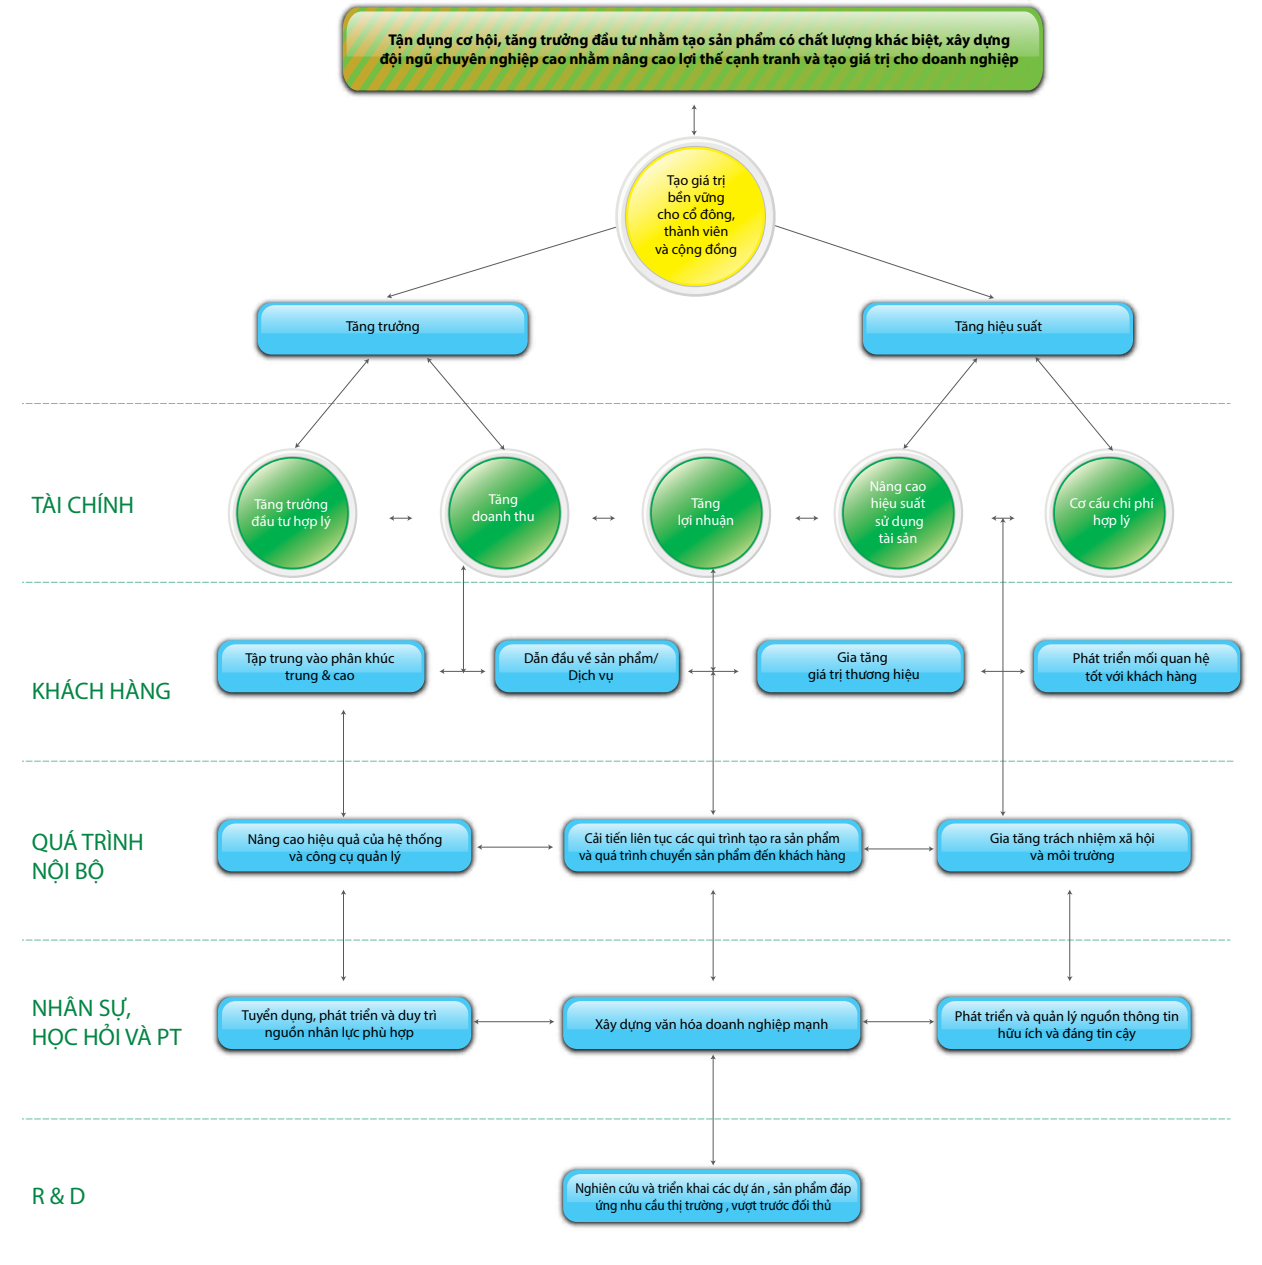 Tận dụng cơ hội, tăng trưởng đầu tư nhằm tạo sản phẩm có chất lượng khác biệt, xây dựng
đội ngũ chuyên nghiệp cao nhằm nâng cao lợi thế cạnh tranh và tạo giá trị cho doanh nghiệp
Tạo giá trị
bền vững
cho cổ đông,
thành viên
và cộng đồng
Tăng trưởng
Tăng hiệu suất
TÀI CHÍNH
Tăng trưởng
đầu tư hợp lý
Tăng
doanh thu
Tăng
lợi nhuận
Nâng cao
hiệu suất
sử dụng
tài sản
Cơ cấu chi phí
hợp lý
KHÁCH HÀNG
Tập trung vào phân khúc
trung & cao
Dẫn đầu về sản phẩm/
Dịch vụ
Gia tăng
giá trị thương hiệu
Phát triển mối quan hệ
tốt với khách hàng
QUÁ TRÌNH
NỘI BỘ
Nâng cao hiệu quả của hệ thống
và công cụ quản lý
Cải tiến liên tục các qui trình tạo ra sản phẩm
và quá trình chuyển sản phẩm đến khách hàng
Gia tăng trách nhiệm xã hội
và môi trường
NHÂN SỰ,
HỌC HỎI VÀ PT
Tuyển dụng, phát triển và duy trì
nguồn nhân lực phù hợp
Xây dựng văn hóa doanh nghiệp mạnh
Phát triển và quản lý nguồn thông tin
hữu ích và đáng tin cậy
R & D
Nghiên cứu và triển khai các dự án , sản phẩm đáp
ứng nhu cầu thị trường , vượt trước đối thủ